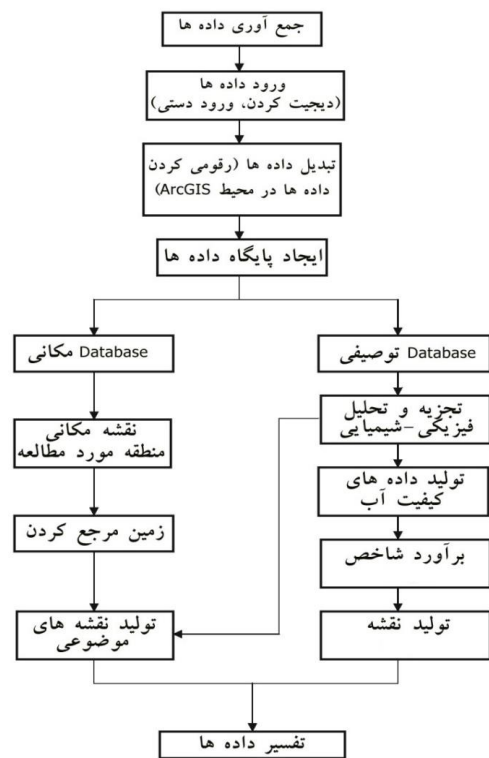 جمع آوری داده ها
ورود داده ها
(دیجیت کردن، ورود دستی)
تبدیل داده ها (رقومی کردن
داده ها در محیط ArcGIS)
ایجاد پایگاه داده ها
Database مکانی
نقشه مکانی
منطقه مورد مطالعه
زمین مرجع کردن
تولید نقشه های
موضوعی
Database توصیفی
تجزیه و تحلیل
فیزیکی-شیمیایی
تولید داده های
کیفیت آب
برآورد شاخص
تولید نقشه
تفسیر داده ها